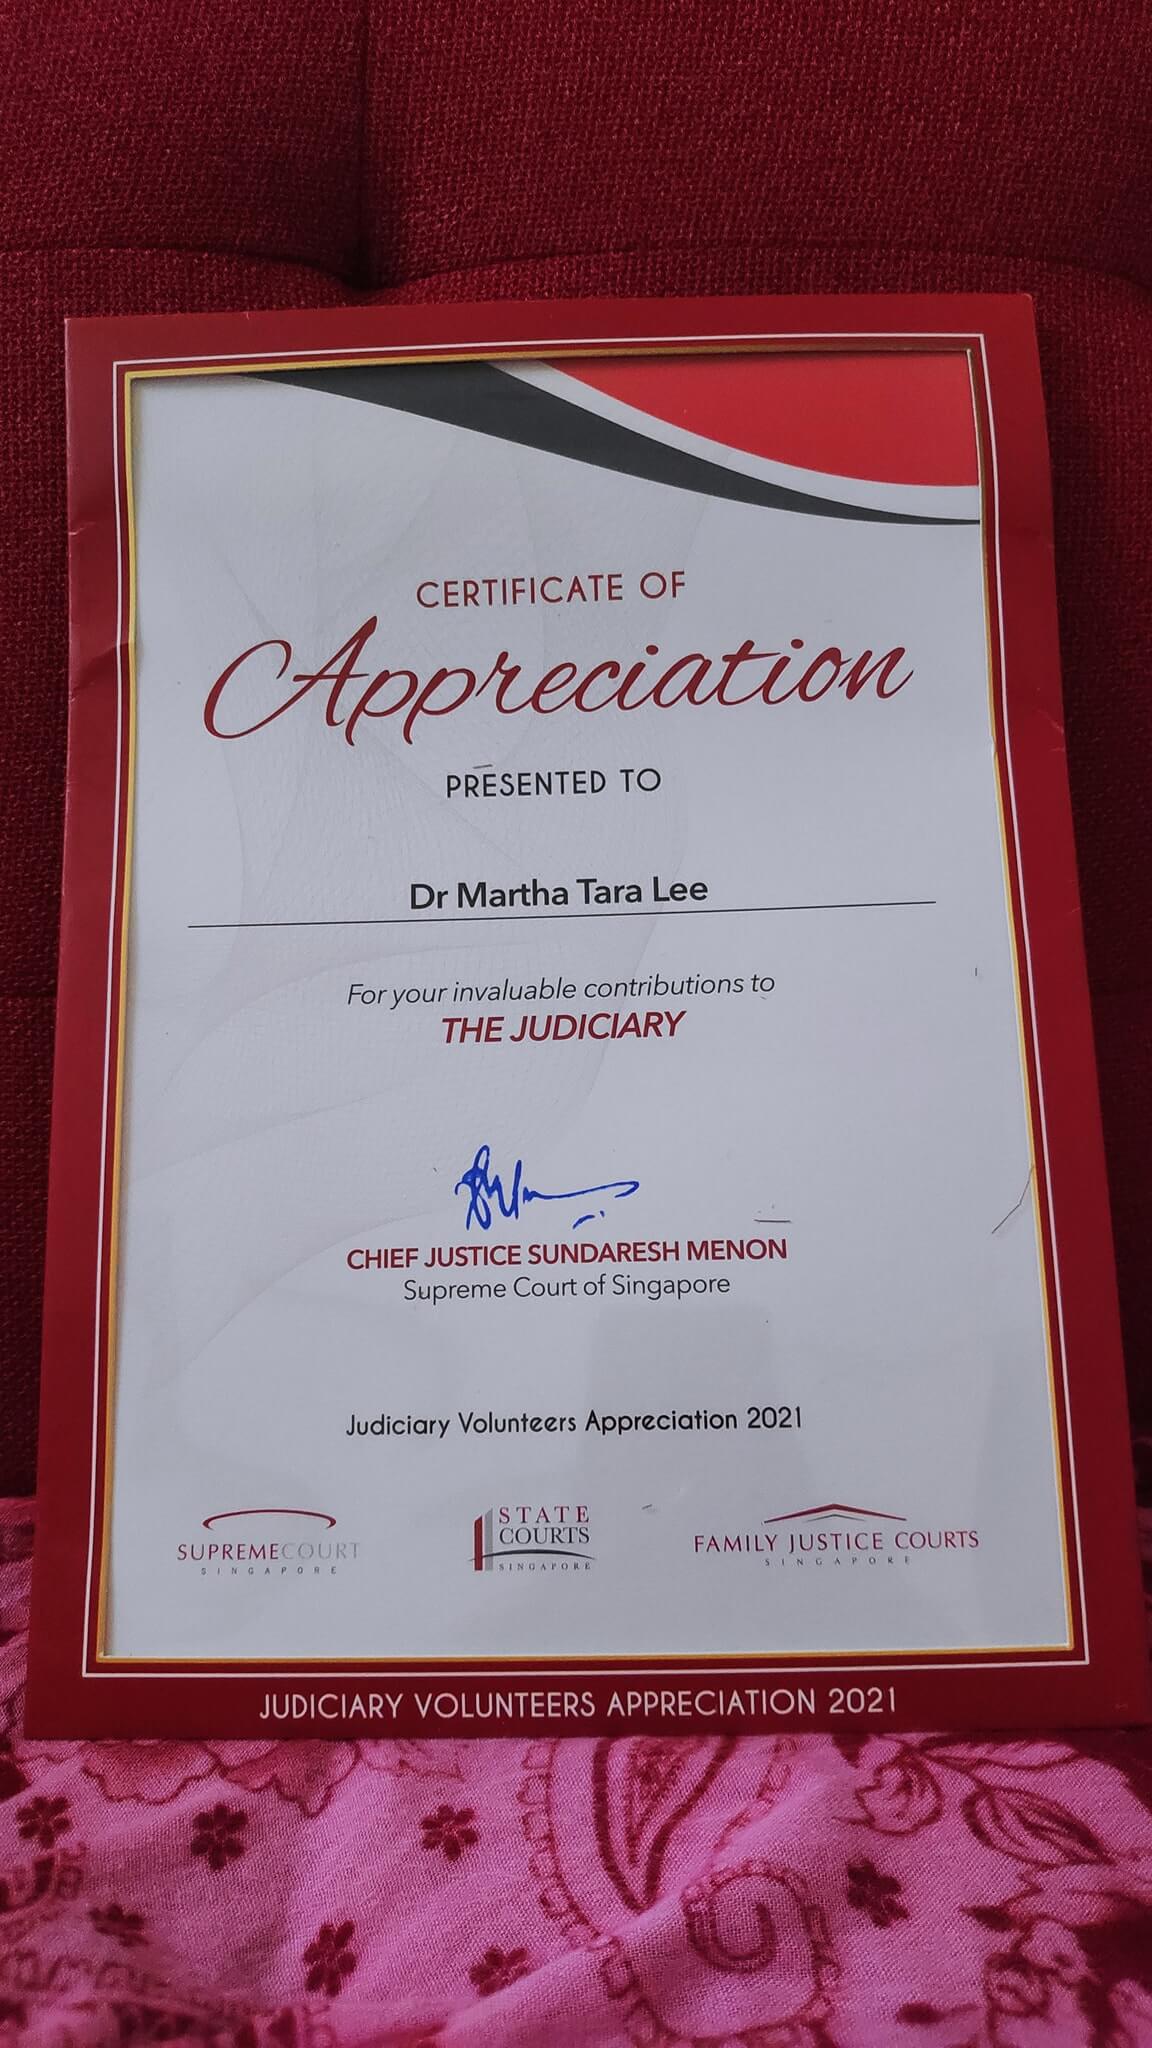 CERTIFICATE OF
Appreciation
PRESENTED TO
Dr Martha Tara Lee
For your invaluable contributions to
THE JUDICIARY
CHIEF JUSTICE SUNDARESH MENON
Supreme Court of Singapore
Judiciary Volunteers Appreciation 2021
SUPREMECOURT
SINGAPORE
STATE
COURTS
SINGAPORE
FAMILY JUSTICE COURTS
SINGAPORE
JUDICIARY VOLUNTEERS APPRECIATION 2021